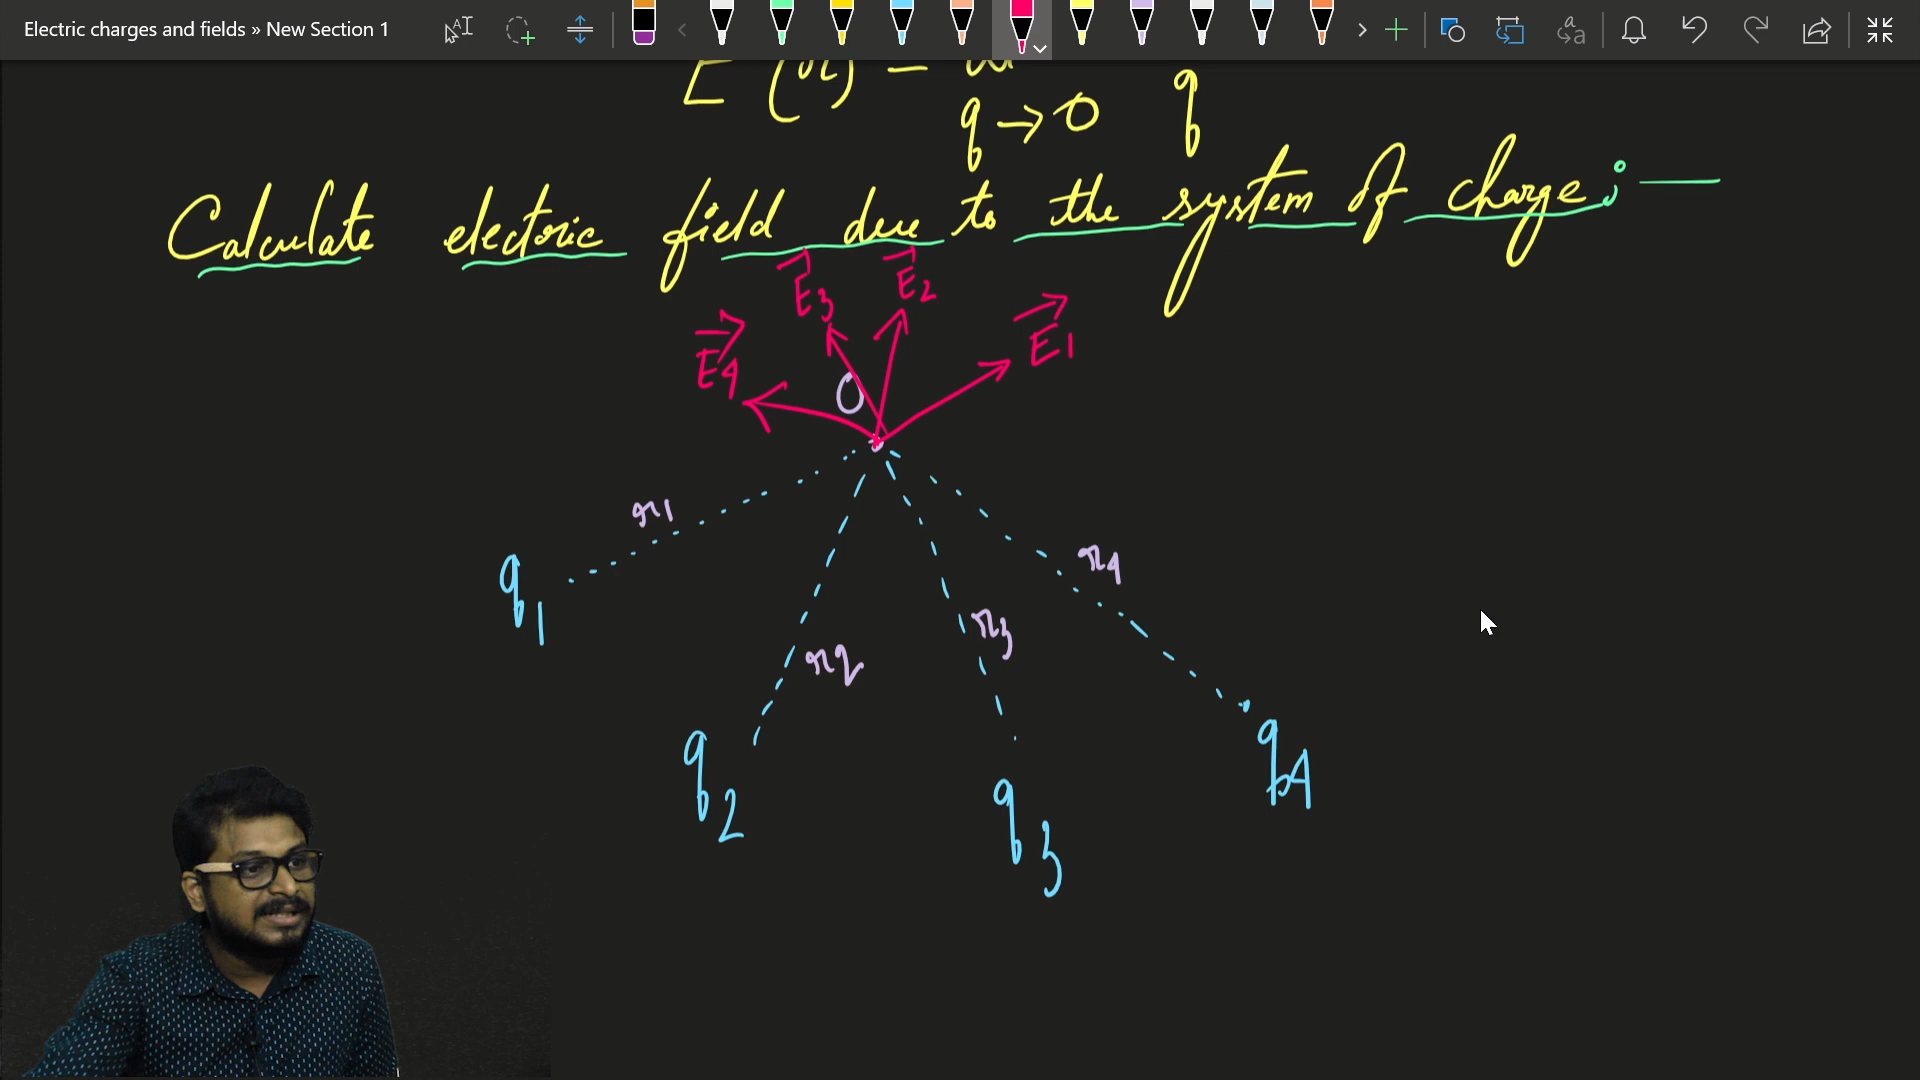 Electric charges and fields » New Section 1
q → 0 q
Calculate electric field due to the system of charge :—
E3 E2
E4 E1
O
r1
r4
q1
r3
r2
q2
q4
q3